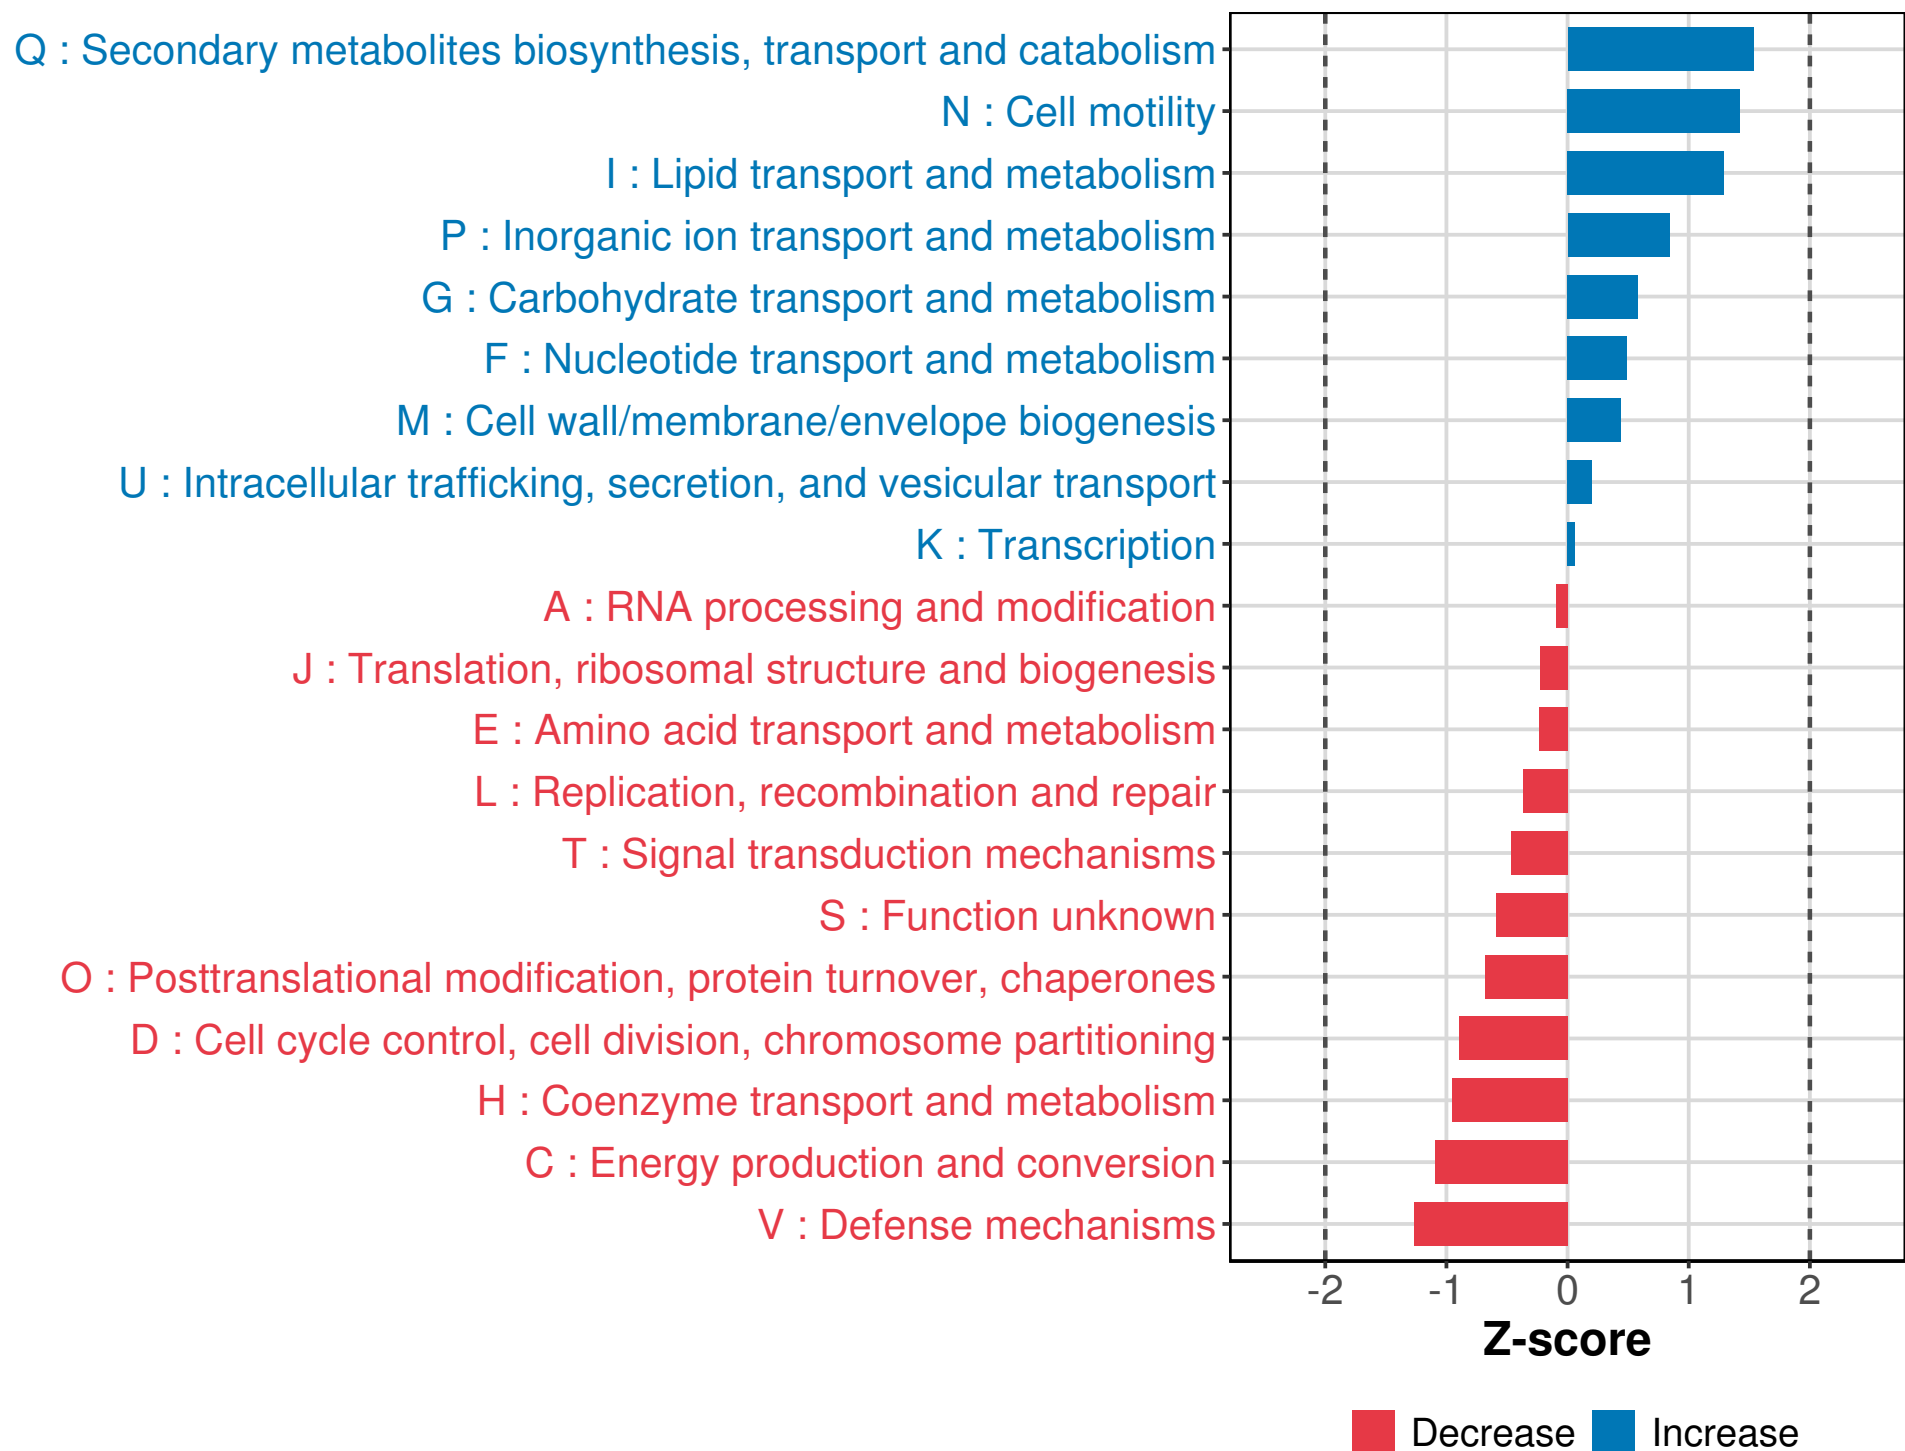 Q : Secondary metabolites biosynthesis, transport and catabolism
N : Cell motility
I : Lipid transport and metabolism
P : Inorganic ion transport and metabolism
G : Carbohydrate transport and metabolism
F : Nucleotide transport and metabolism
M : Cell wall/membrane/envelope biogenesis
U : Intracellular trafficking, secretion, and vesicular transport
K : Transcription
A : RNA processing and modification
J : Translation, ribosomal structure and biogenesis
E : Amino acid transport and metabolism
L : Replication, recombination and repair
T : Signal transduction mechanisms
S : Function unknown
O : Posttranslational modification, protein turnover, chaperones
D : Cell cycle control, cell division, chromosome partitioning
H : Coenzyme transport and metabolism
C : Energy production and conversion
V : Defense mechanisms
-2 -1 0 1 2
Z-score
Decrease Increase